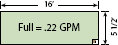 16'
Full = .22 GPM
5 1/2'